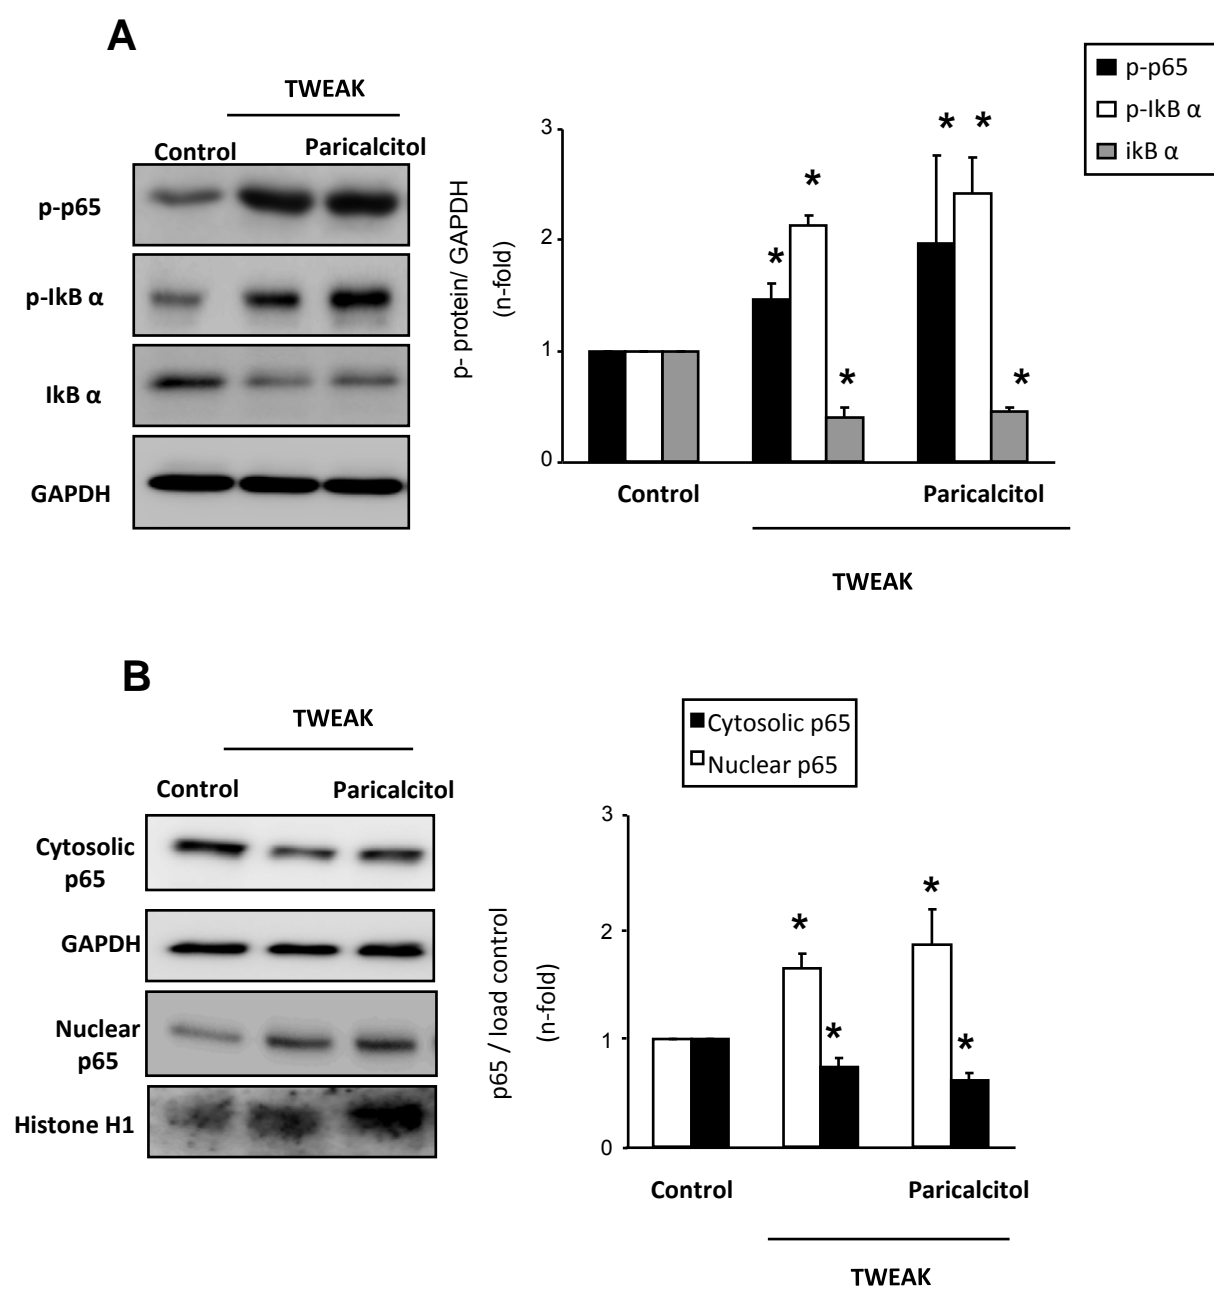 A
TWEAK
Control
Paricalcitol
p-p65
p-IkB α
IkB α
GAPDH
p- protein/ GAPDH
(n-fold)
3
2
1
0
* * * * * *
Control
Paricalcitol
TWEAK
p-p65
p-IkB α
ikB α
B
TWEAK
Control
Paricalcitol
Cytosolic
p65
GAPDH
Nuclear
p65
Histone H1
Cytosolic p65
Nuclear p65
p65 / load control
(n-fold)
3
2
1
0
* * * *
Control
Paricalcitol
TWEAK